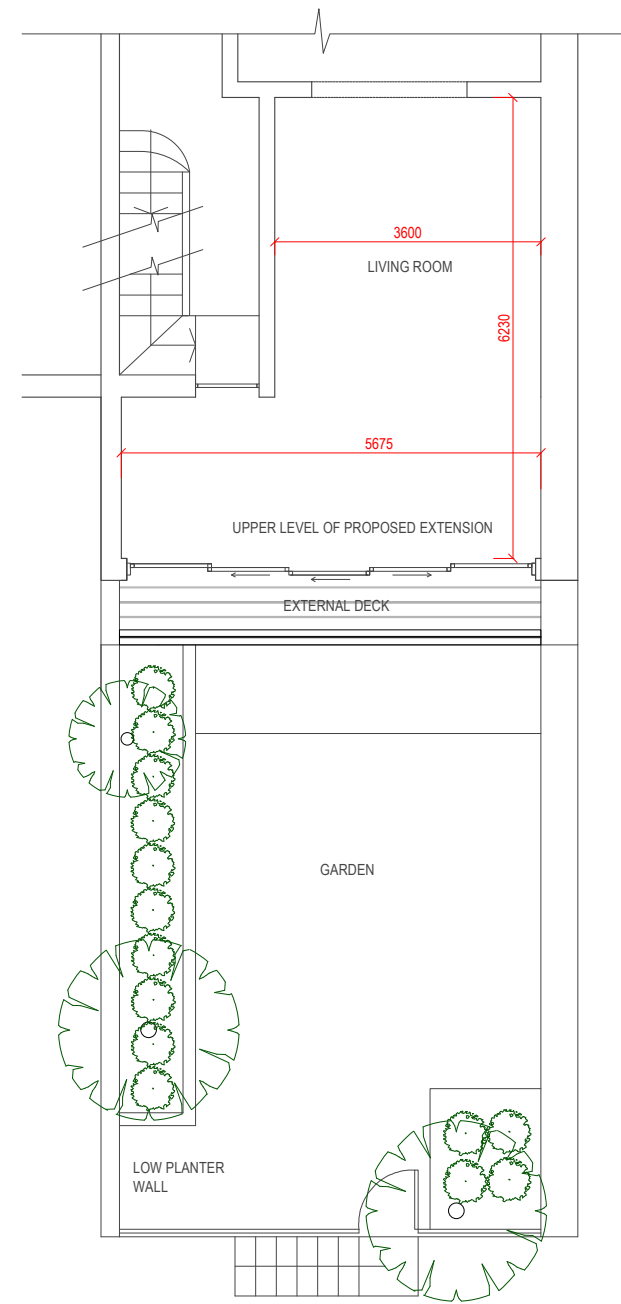 3600
LIVING ROOM
6230
5675
UPPER LEVEL OF PROPOSED EXTENSION
EXTERNAL DECK
GARDEN
LOW PLANTER
WALL